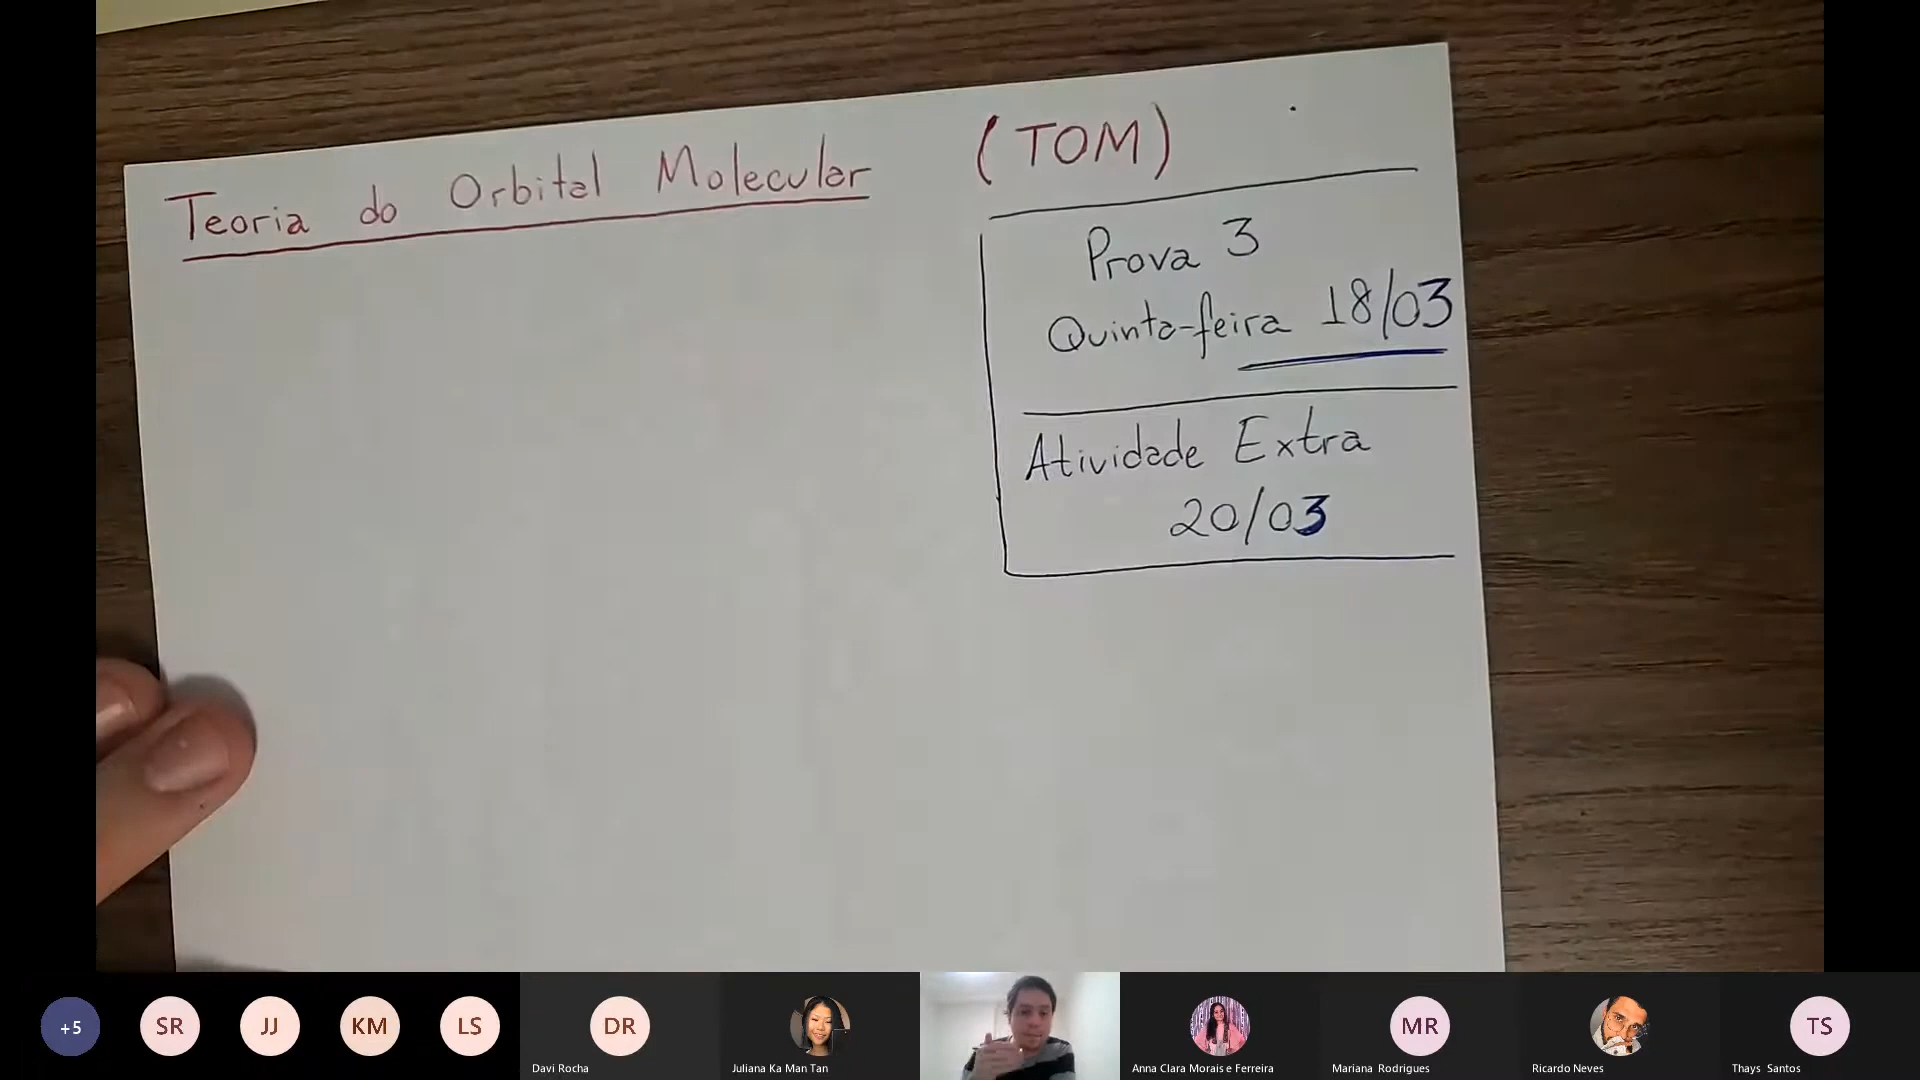 Teoria do Orbital Molecular (TOM)
Prova 3
Quinta-feira 18/03
Atividade Extra
20/03
+5
SR
JJ
KM
LS
DR
MR
TS
Davi Rocha
Juliana Ka Man Tan
Anna Clara Morais e Ferreira
Mariana Rodrigues
Ricardo Neves
Thays Santos